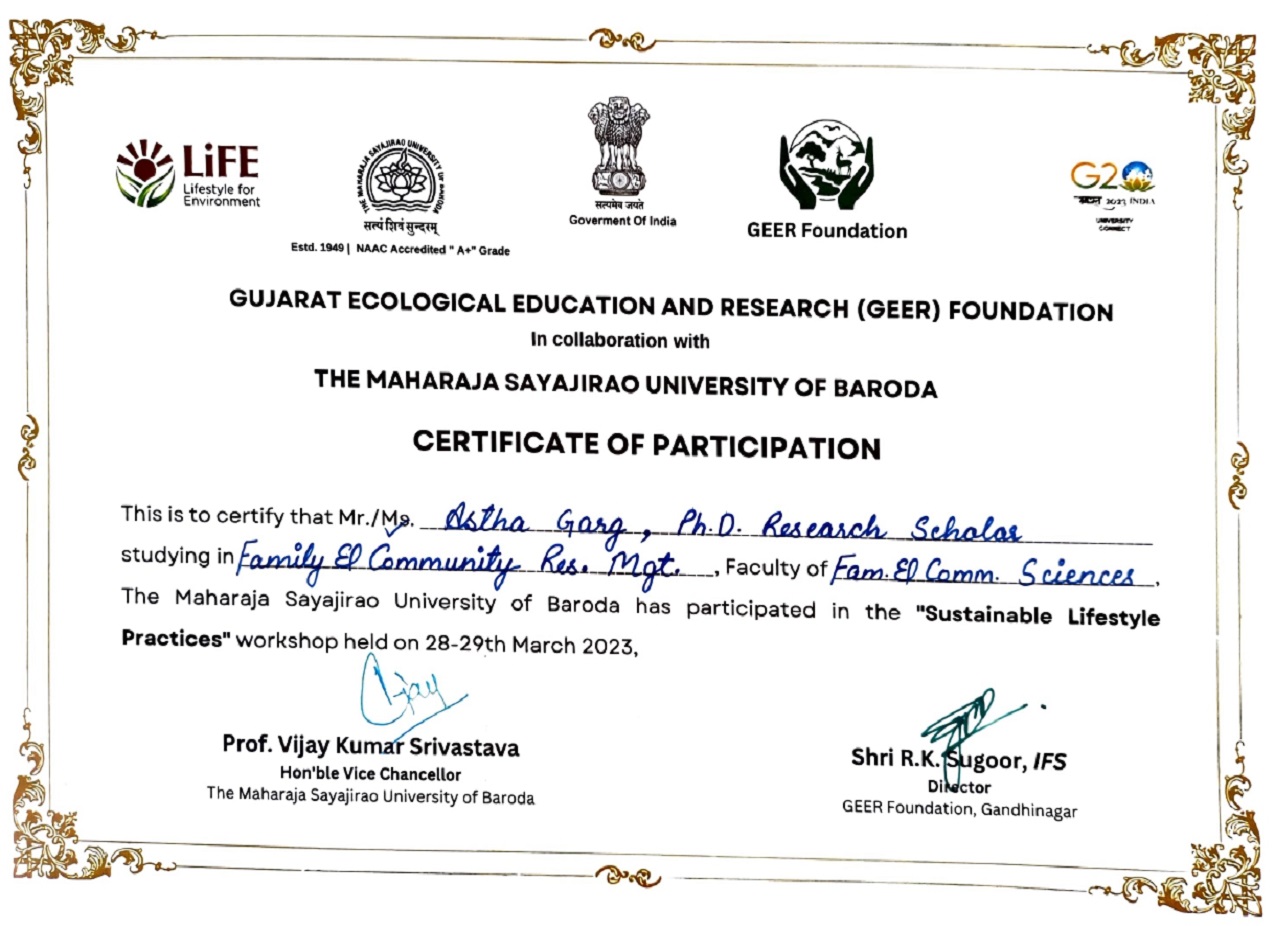 LiFE
Lifestyle for
Environment
THE MAHARAJA SAYAJIRAO UNIVERSITY OF BARODA
सत्यं शिवं सुन्दरम्
Estd. 1949 | NAAC Accredited " A+" Grade
सत्यमेव जयते
Goverment Of India
GEER Foundation
G20
2023 INDIA
UNIVERSITY
CONNECT
GUJARAT ECOLOGICAL EDUCATION AND RESEARCH (GEER) FOUNDATION
In collaboration with
THE MAHARAJA SAYAJIRAO UNIVERSITY OF BARODA
CERTIFICATE OF PARTICIPATION
This is to certify that Mr./Ms. Astha Garg, Ph.D. Research Scholar
studying in Family & Community Res. Mgt. , Faculty of Fam. & Comm. Sciences ,
The Maharaja Sayajirao University of Baroda has participated in the "Sustainable Lifestyle
Practices" workshop held on 28-29th March 2023,
Prof. Vijay Kumar Srivastava
Hon'ble Vice Chancellor
The Maharaja Sayajirao University of Baroda
Shri R.K. Sugoor, IFS
Director
GEER Foundation, Gandhinagar